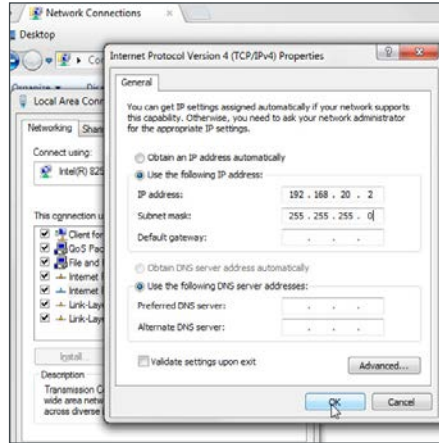 Network Connections
Desktop
Internet Protocol Version 4 (TCP/IPv4) Properties
General
You can get IP settings assigned automatically if your network supports
this capability. Otherwise, you need to ask your network administrator
for the appropriate IP settings.
Obtain an IP address automatically
Use the following IP address:
IP address: 192 . 168 . 20 . 2
Subnet mask: 255 . 255 . 255 . 0
Default gateway: . . .
Obtain DNS server address automatically
Use the following DNS server addresses:
Preferred DNS server: . . .
Alternate DNS server: . . .
Validate settings upon exit
Advanced...
OK
Cancel
Local Area Conn
Networking
Connect using:
Intel(R) 825
This connection u
Client for
QoS Pac
File and
Internet
Internet
Link-Lay
Link-Lay
Install...
Description
Transmission C
wide area netw
across diverse